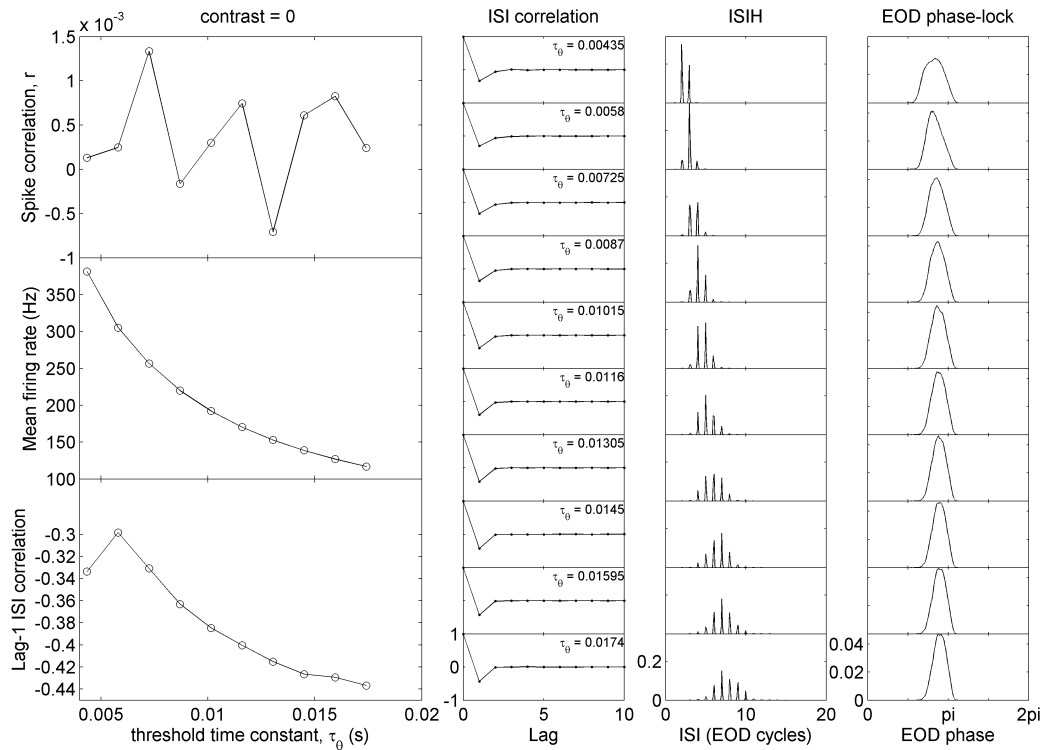 contrast = 0
x 10⁻³
1.5
1
0.5
0
-0.5
-1
Spike correlation, r
350
300
250
200
150
100
Mean firing rate (Hz)
-0.3
-0.32
-0.34
-0.36
-0.38
-0.4
-0.42
-0.44
Lag-1 ISI correlation
0.005 0.01 0.015 0.02
threshold time constant, τθ (s)
ISI correlation
τθ = 0.00435
τθ = 0.0058
τθ = 0.00725
τθ = 0.0087
τθ = 0.01015
τθ = 0.0116
τθ = 0.01305
τθ = 0.0145
τθ = 0.01595
τθ = 0.0174
1
0
-1
0 5 10
Lag
ISIH
0.2
0
0 10 20
ISI (EOD cycles)
EOD phase-lock
0.04
0.02
0
0 pi 2pi
EOD phase